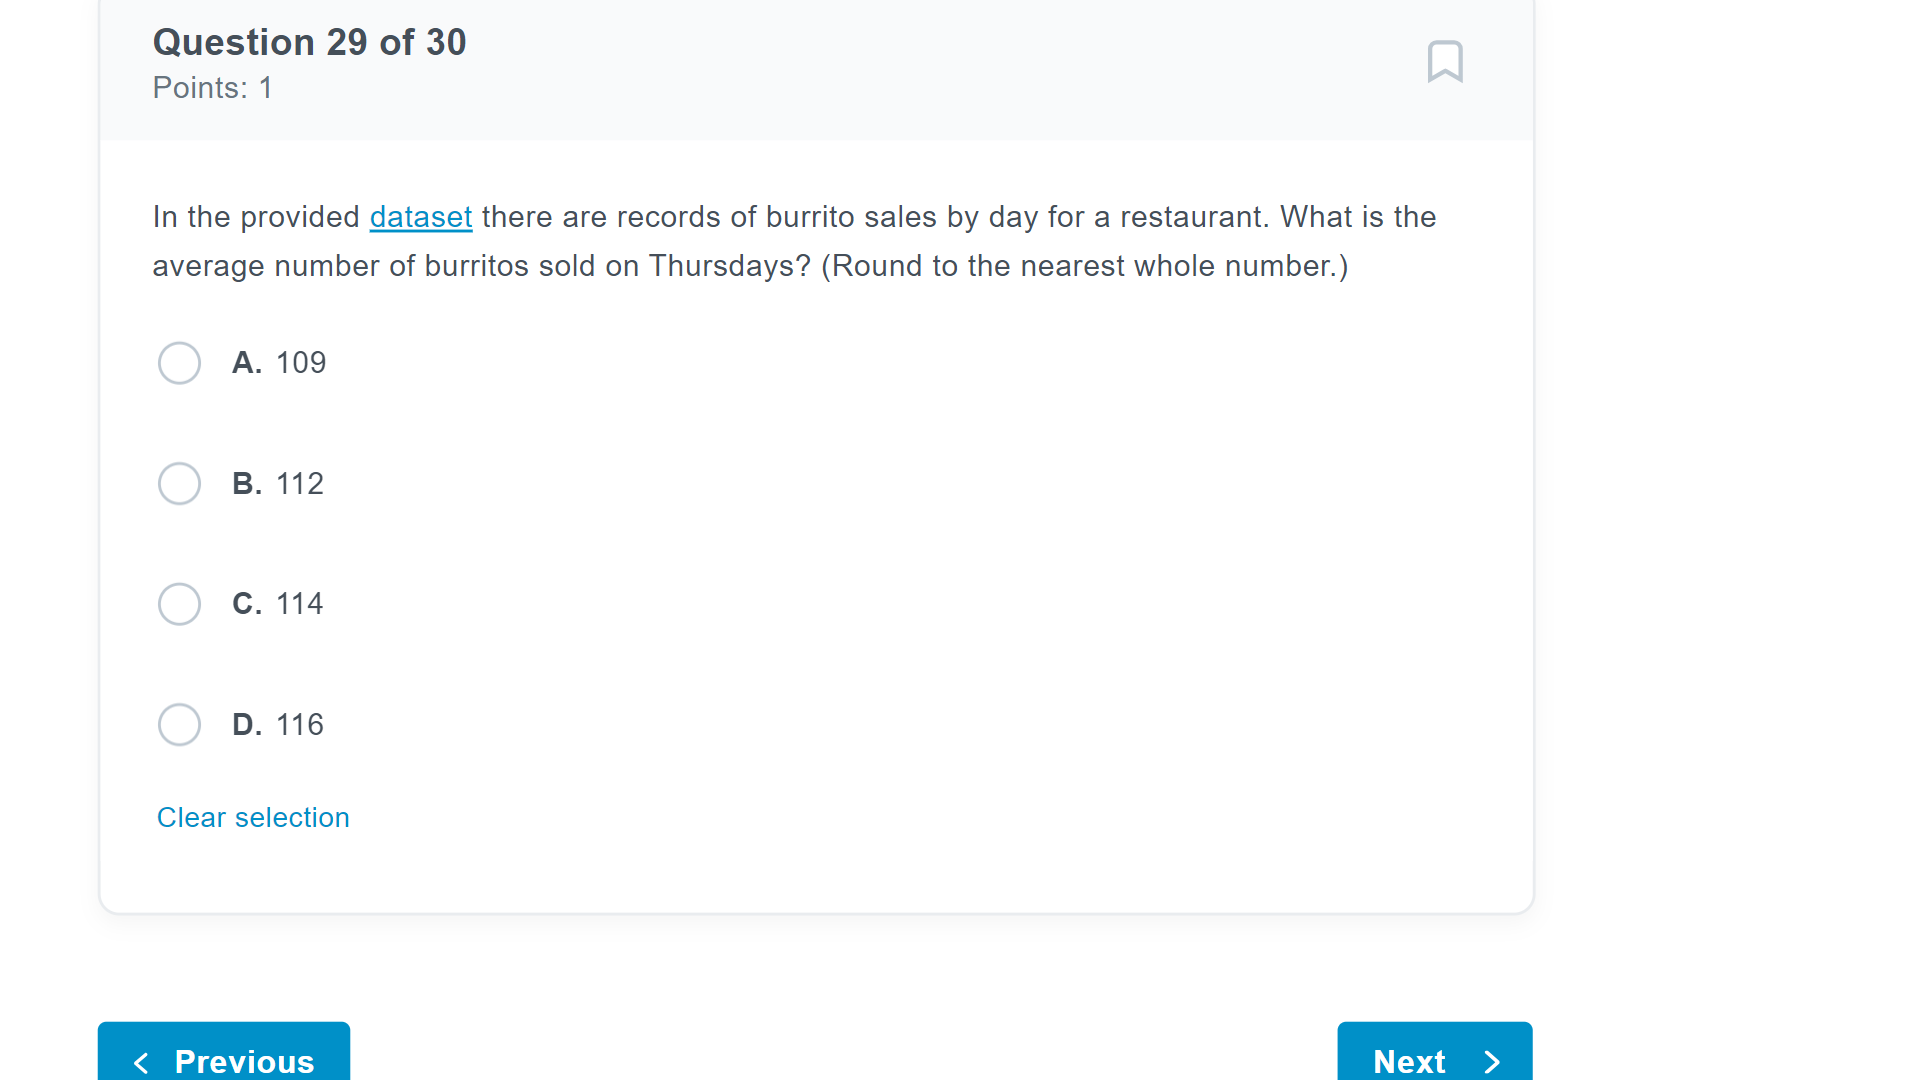 Question 29 of 30
Points: 1
In the provided dataset there are records of burrito sales by day for a restaurant. What is the
average number of burritos sold on Thursdays? (Round to the nearest whole number.)
A. 109
B. 112
C. 114
D. 116
Clear selection
Previous
Next